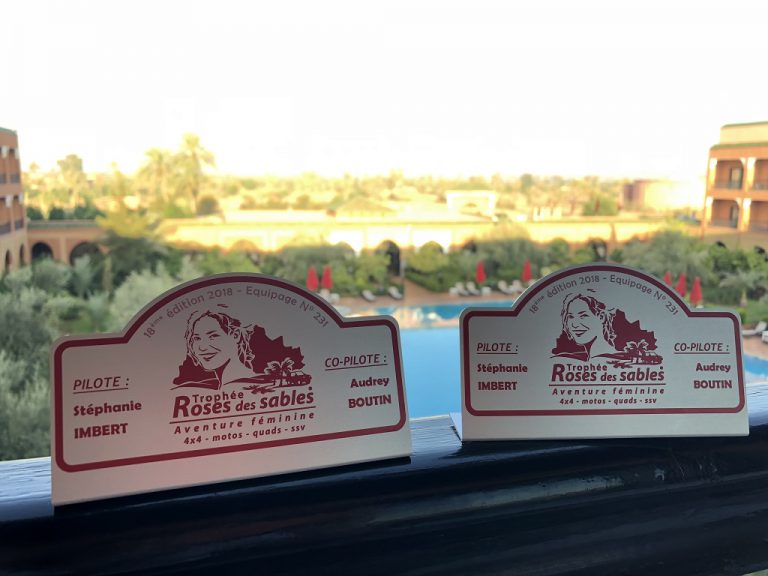 18ème édition 2018 - Equipage N° 231
PILOTE :
Stéphanie
IMBERT
CO-PILOTE :
Audrey
BOUTIN
Trophée
Roses des sables
Aventure féminine
4x4 - motos - quads - ssv
18ème édition 2018 - Equipage N° 231
PILOTE :
Stéphanie
IMBERT
CO-PILOTE :
Audrey
BOUTIN
Trophée
Roses des sables
Aventure féminine
4x4 - motos - quads - ssv